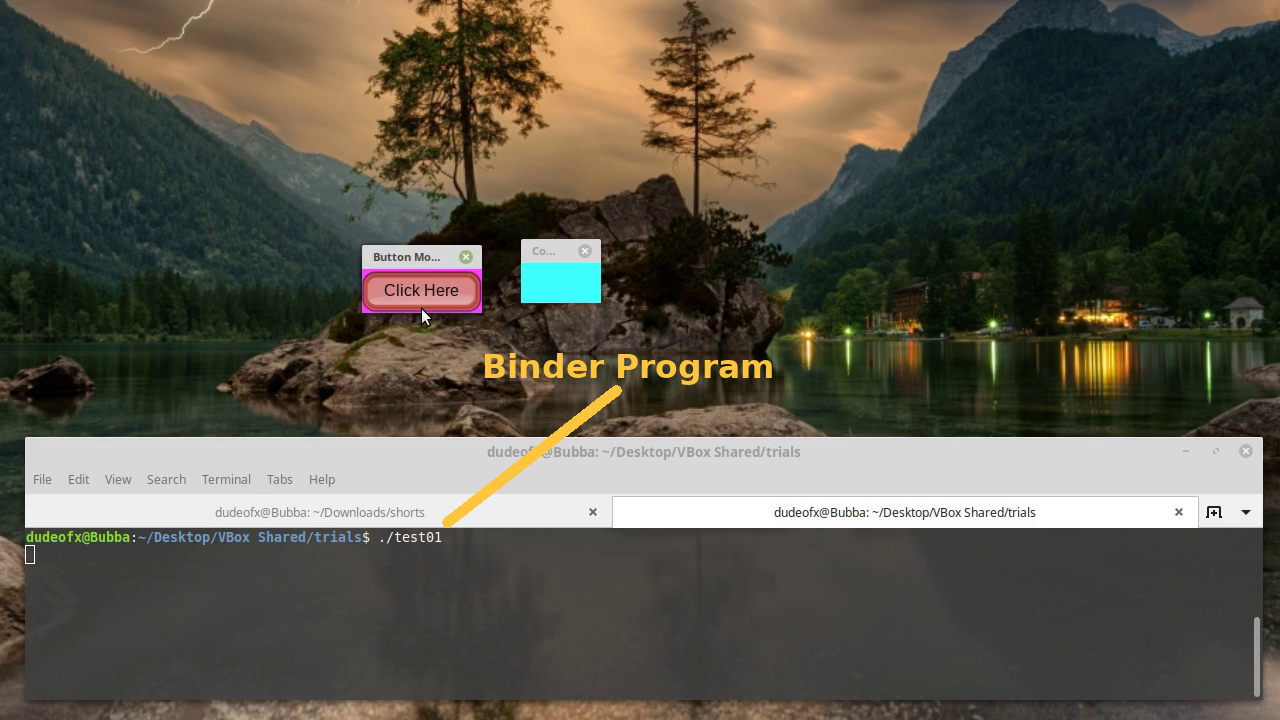 Button Mo...
Co...
Click Here
Binder Program
dudeofx@Bubba: ~/Desktop/VBox Shared/trials
File Edit View Search Terminal Tabs Help
dudeofx@Bubba: ~/Downloads/shorts
dudeofx@Bubba: ~/Desktop/VBox Shared/trials
dudeofx@Bubba:~/Desktop/VBox Shared/trials$ ./test01